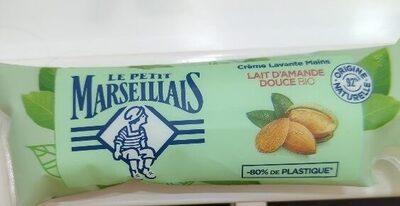 LE PETIT
MARSEILLAIS
Crème Lavante Mains
LAIT D'AMANDE
DOUCE BIO
ORIGINE
NATURELLE
-80% DE PLASTIQUE*